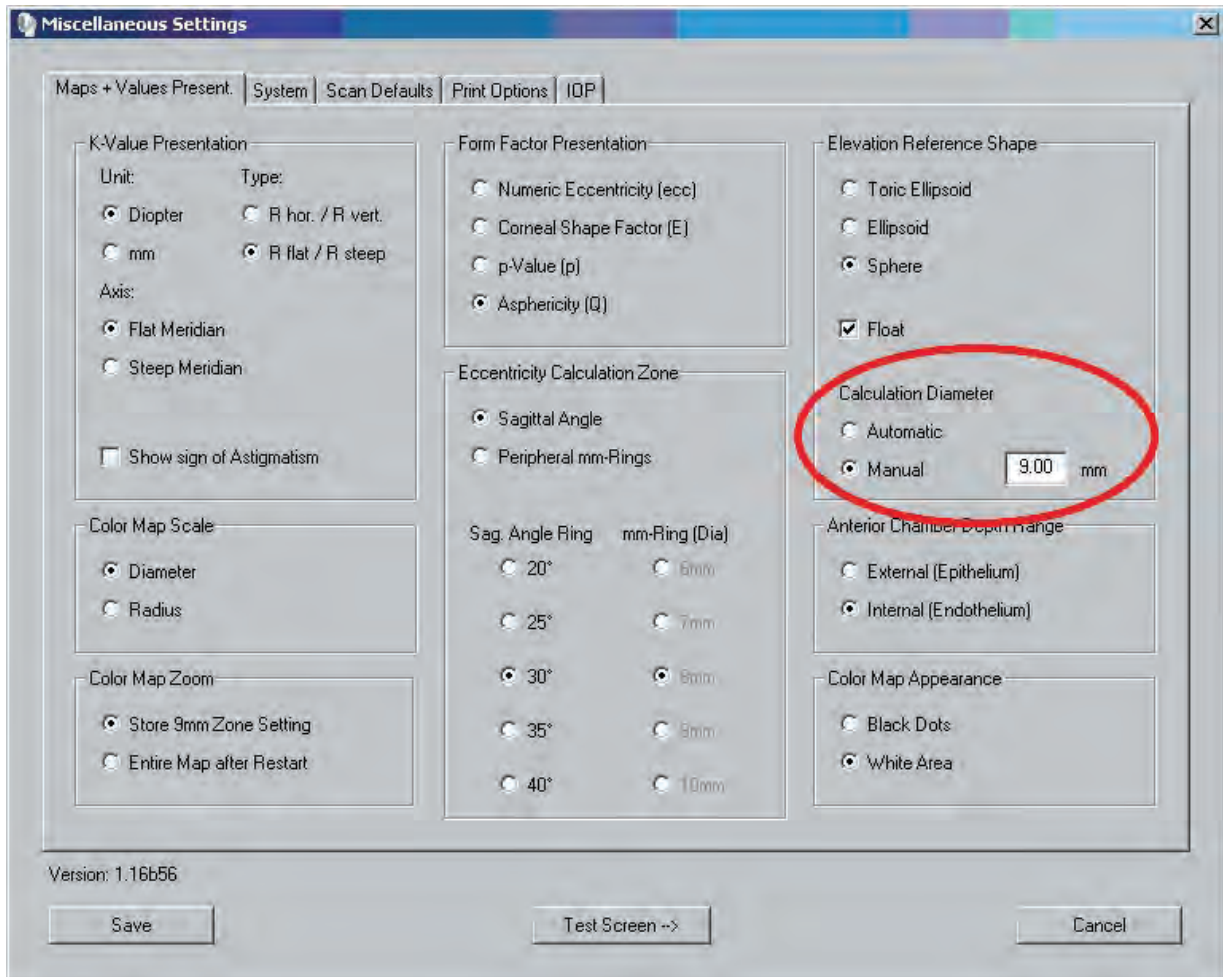 Miscellaneous Settings
Maps + Values Present. System Scan Defaults Print Options IOP
K-Value Presentation
Unit: Type:
Diopter R hor. / R vert.
mm R flat / R steep
Axis:
Flat Meridian
Steep Meridian
Show sign of Astigmatism
Color Map Scale
Diameter
Radius
Color Map Zoom
Store 9mm Zone Setting
Entire Map after Restart
Form Factor Presentation
Numeric Eccentricity (ecc)
Corneal Shape Factor (E)
p-Value (p)
Asphericity (Q)
Eccentricity Calculation Zone
Sagittal Angle
Peripheral mm-Rings
Sag. Angle Ring mm-Ring (Dia)
20° 6mm
25° 7mm
30° 8mm
35° 9mm
40° 10mm
Elevation Reference Shape
Toric Ellipsoid
Ellipsoid
Sphere
Float
Calculation Diameter
Automatic
Manual 9.00 mm
Anterior Chamber Depth Range
External (Epithelium)
Internal (Endothelium)
Color Map Appearance
Black Dots
White Area
Version: 1.16b56
Save Test Screen --> Cancel